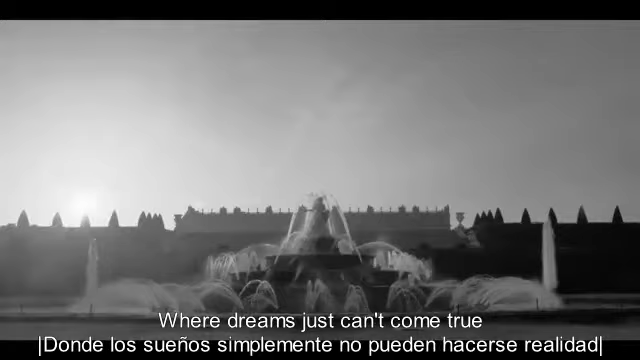 Where dreams just can't come true
|Donde los sueños simplemente no pueden hacerse realidad|